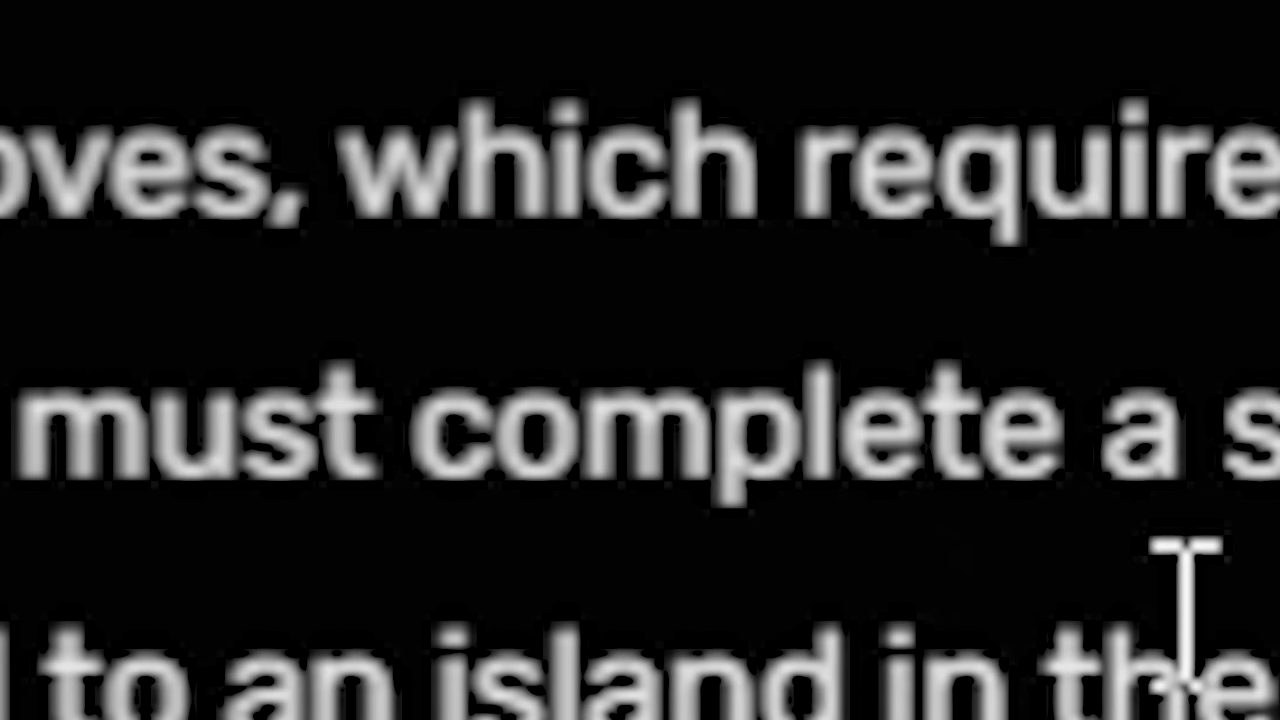 oves, which require
must complete a s
to an island in the